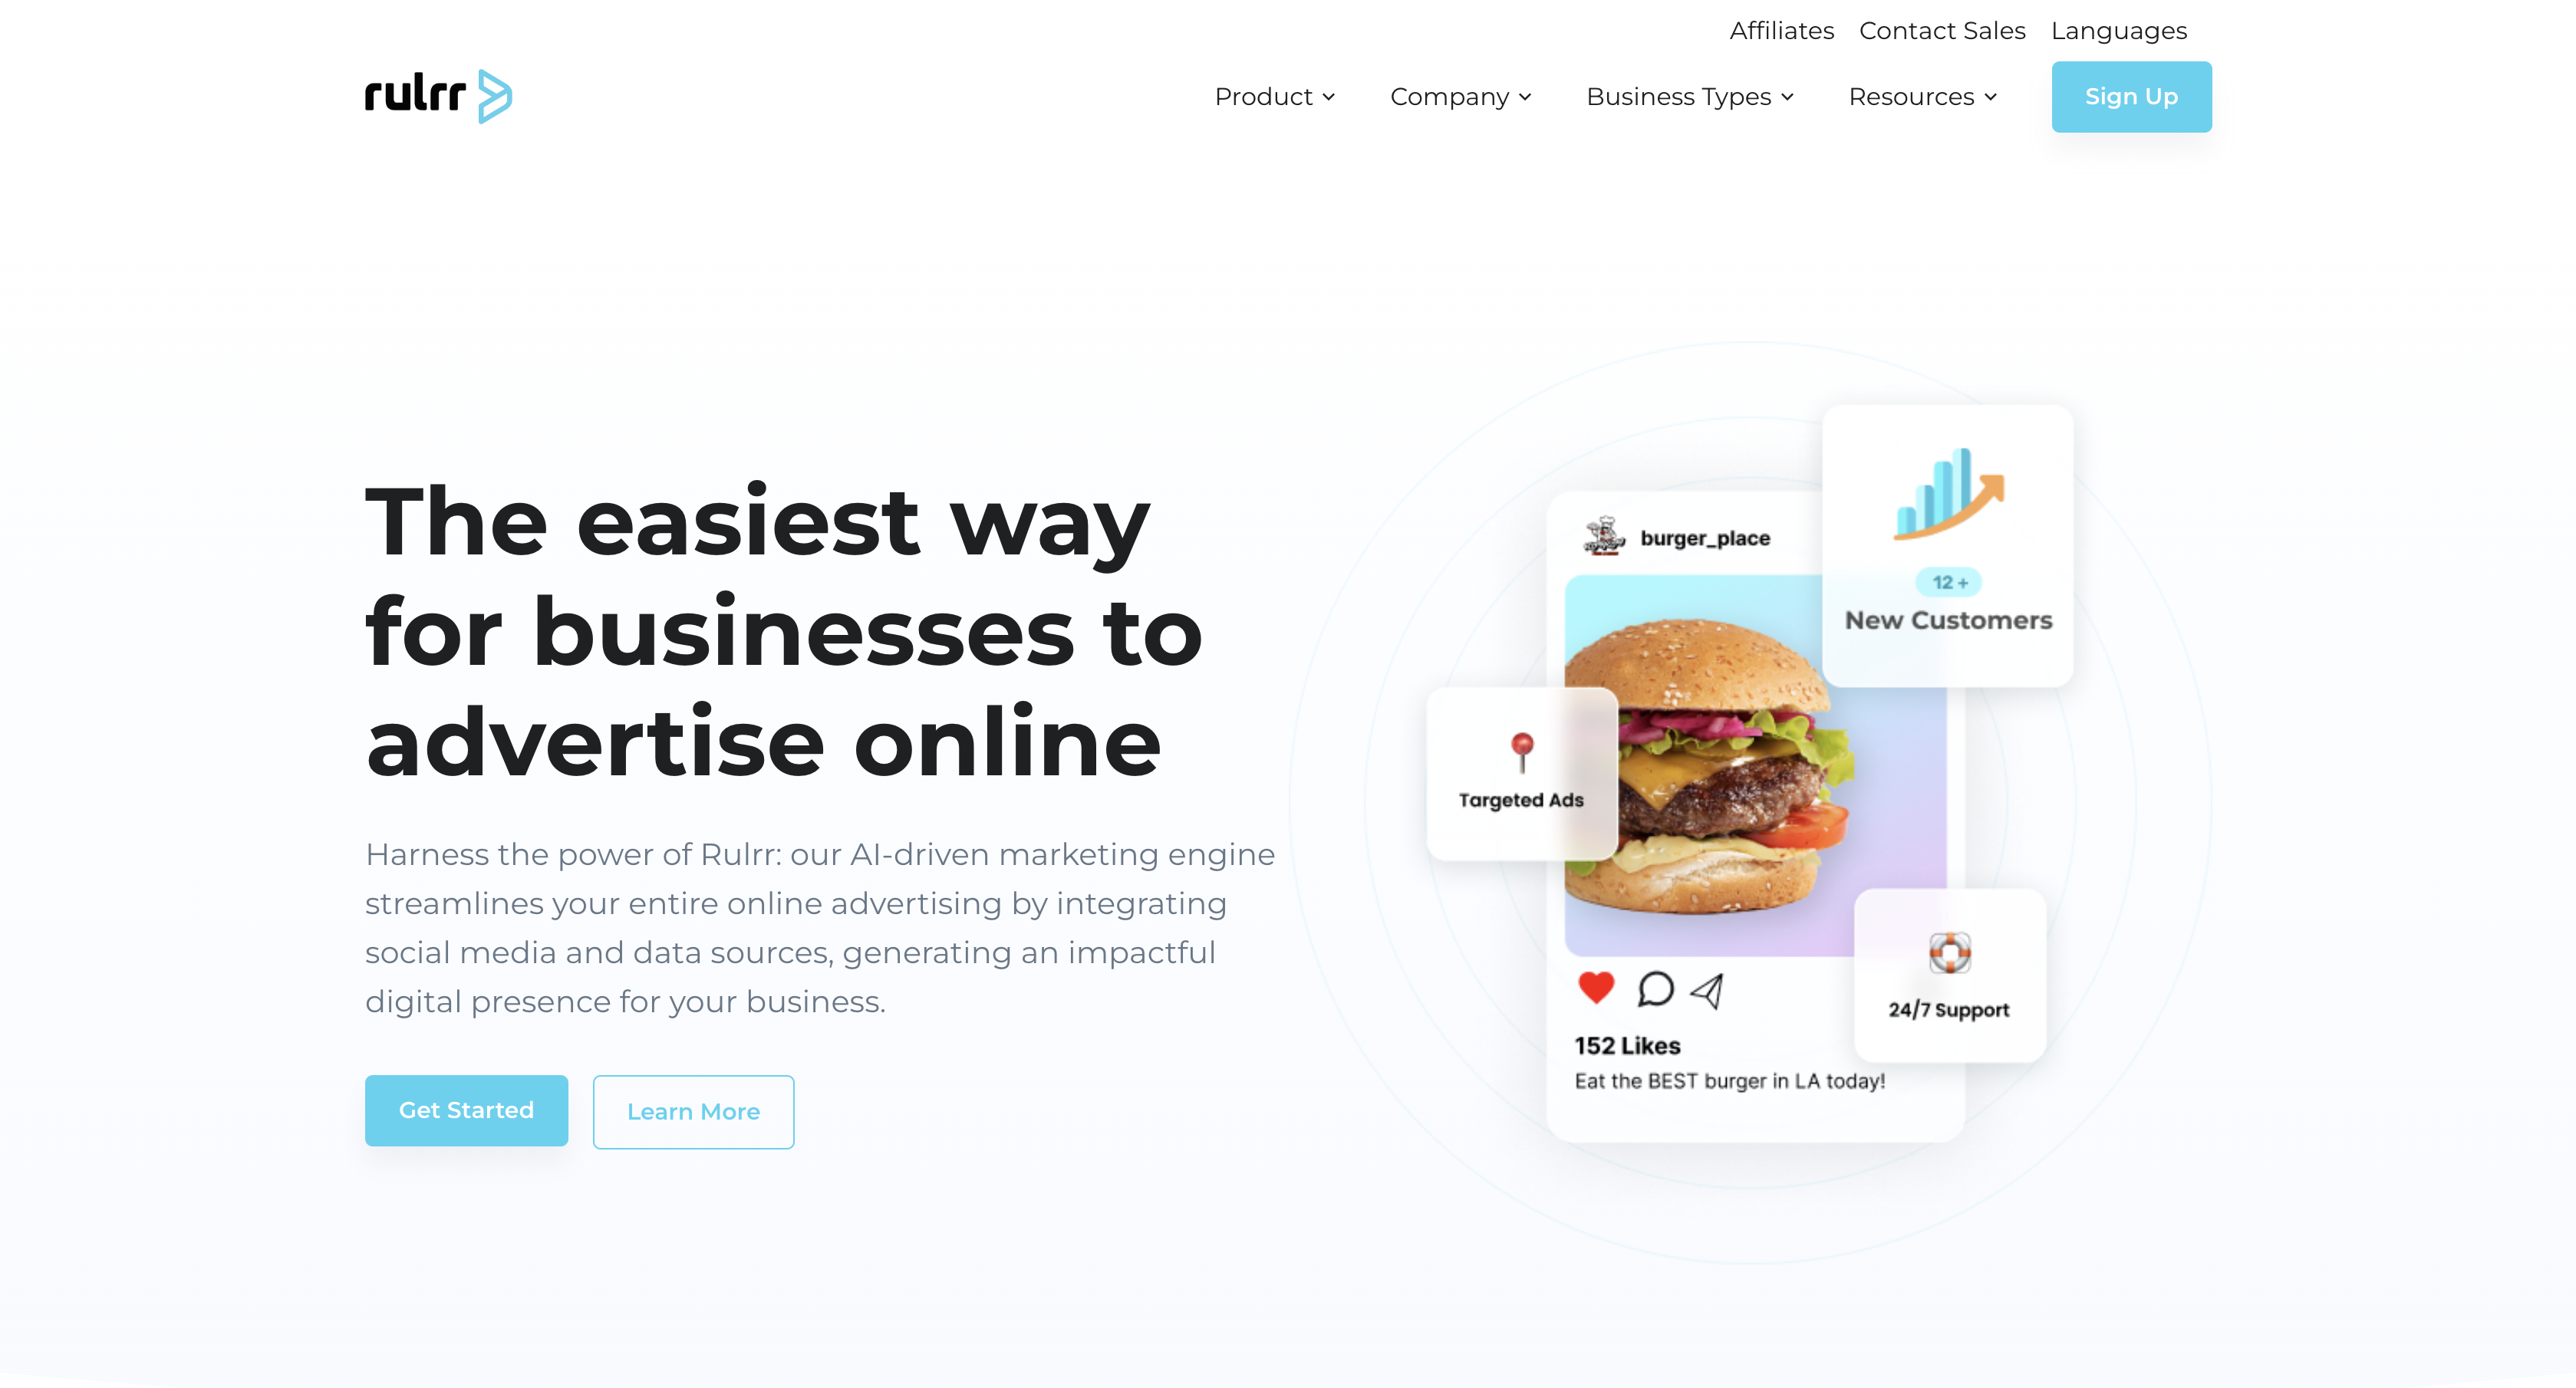 Affiliates Contact Sales Languages
rulrr
Product Company Business Types Resources Sign Up
The easiest way
for businesses to
advertise online
Harness the power of Rulrr: our AI-driven marketing engine
streamlines your entire online advertising by integrating
social media and data sources, generating an impactful
digital presence for your business.
Get Started Learn More
burger_place
12 +
New Customers
Targeted Ads
24/7 Support
152 Likes
Eat the BEST burger in LA today!